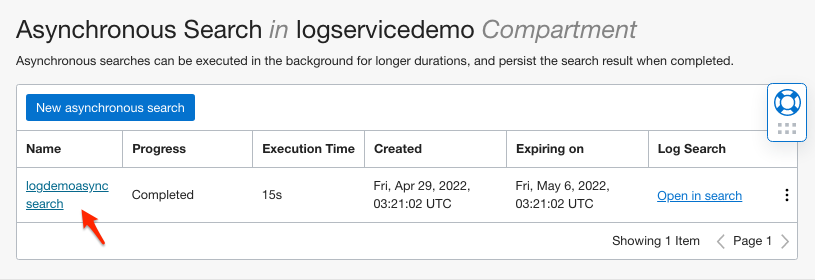 Asynchronous Search in logservicedemo Compartment
Asynchronous searches can be executed in the background for longer durations, and persist the search result when completed.
New asynchronous search
Name Progress Execution Time Created Expiring on Log Search
logdemoasync
search
Completed
15s
Fri, Apr 29, 2022,
03:21:02 UTC
Fri, May 6, 2022,
03:21:02 UTC
Open in search
Showing 1 Item Page 1